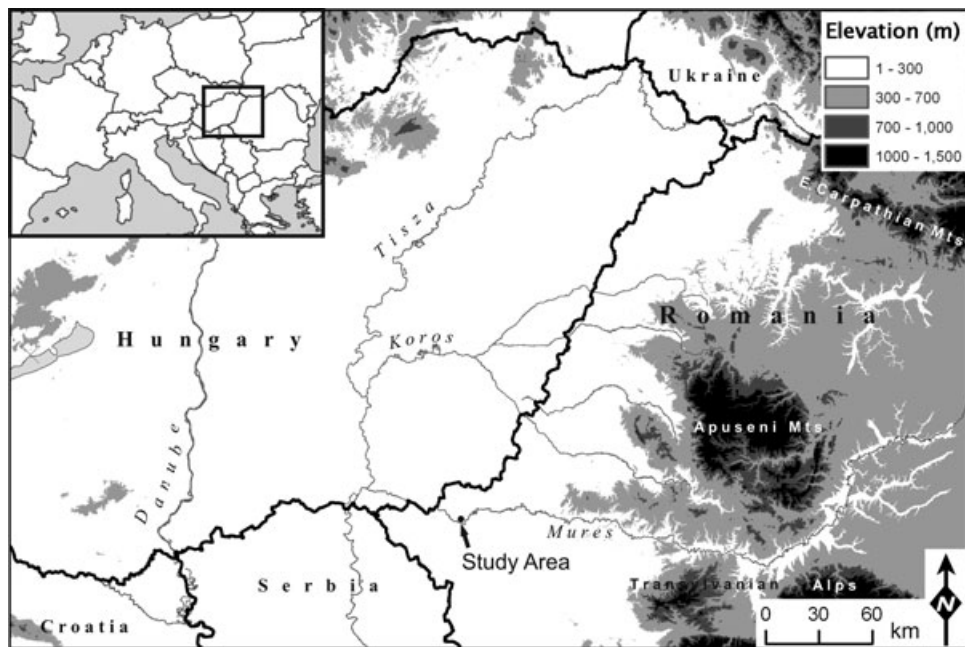 Elevation (m)
1 - 300
300 - 700
700 - 1,000
1000 - 1,500
Ukraine
E. Carpathian Mts.
Tisza
Hungary
Koros
Romania
Apuseni Mts.
Danube
Mures
Study Area
Serbia
Transylvanian Alps
Croatia
N
0 30 60
km